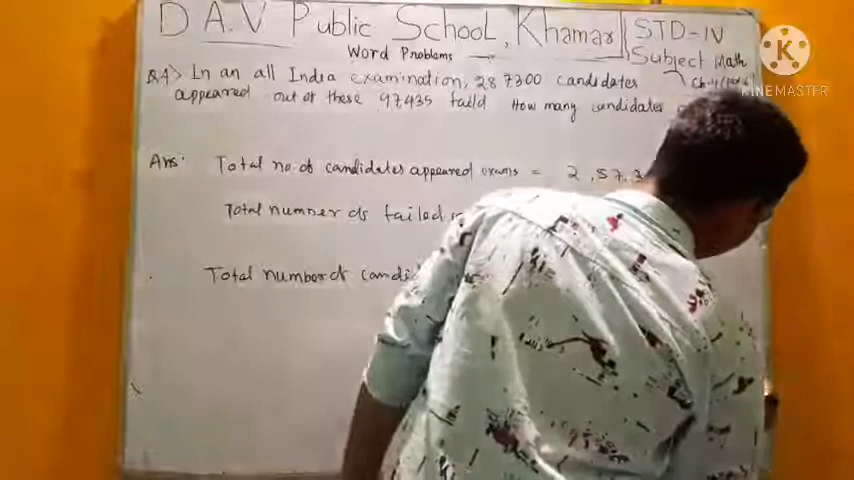 D A.V Public School, Khamar STD-IV
Word Problems Subject Math
Q4> In an all India examination, 287300 candidates
appeared out of these 97435 faild How many candidates
Ans. Total no of candidates appeared exams = 2,87,3
Total number of failed
Total number of candi
K
KINEMASTER